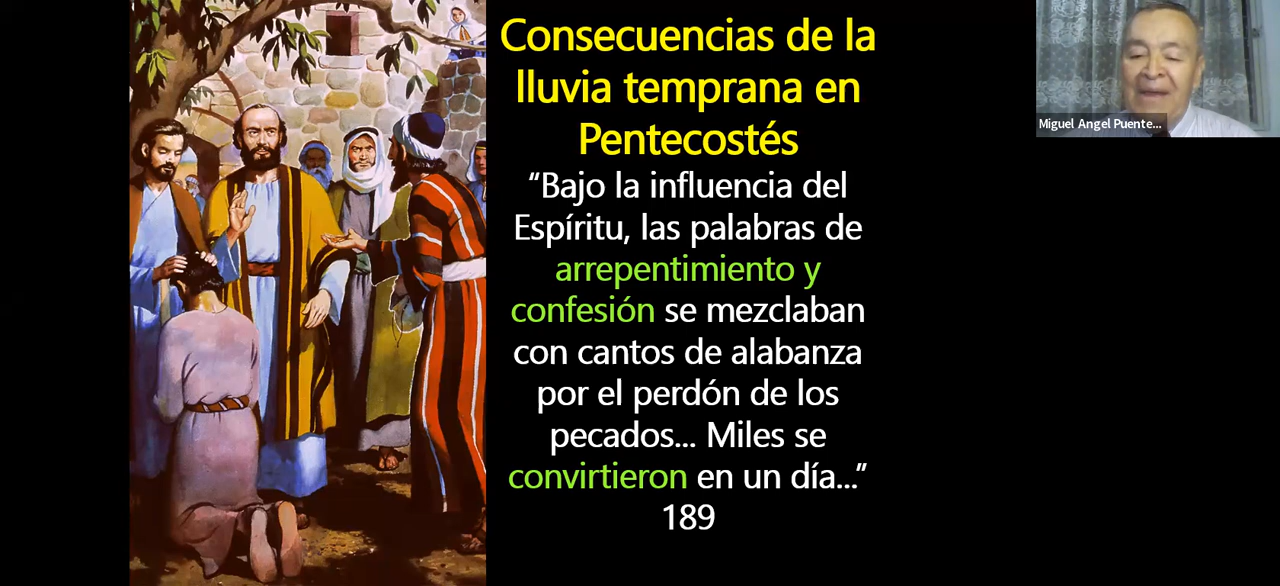 Consecuencias de la
lluvia temprana en
Pentecostés
“Bajo la influencia del
Espíritu, las palabras de
arrepentimiento y
confesión se mezclaban
con cantos de alabanza
por el perdón de los
pecados... Miles se
convirtieron en un día...”
189
Miguel Angel Puente...